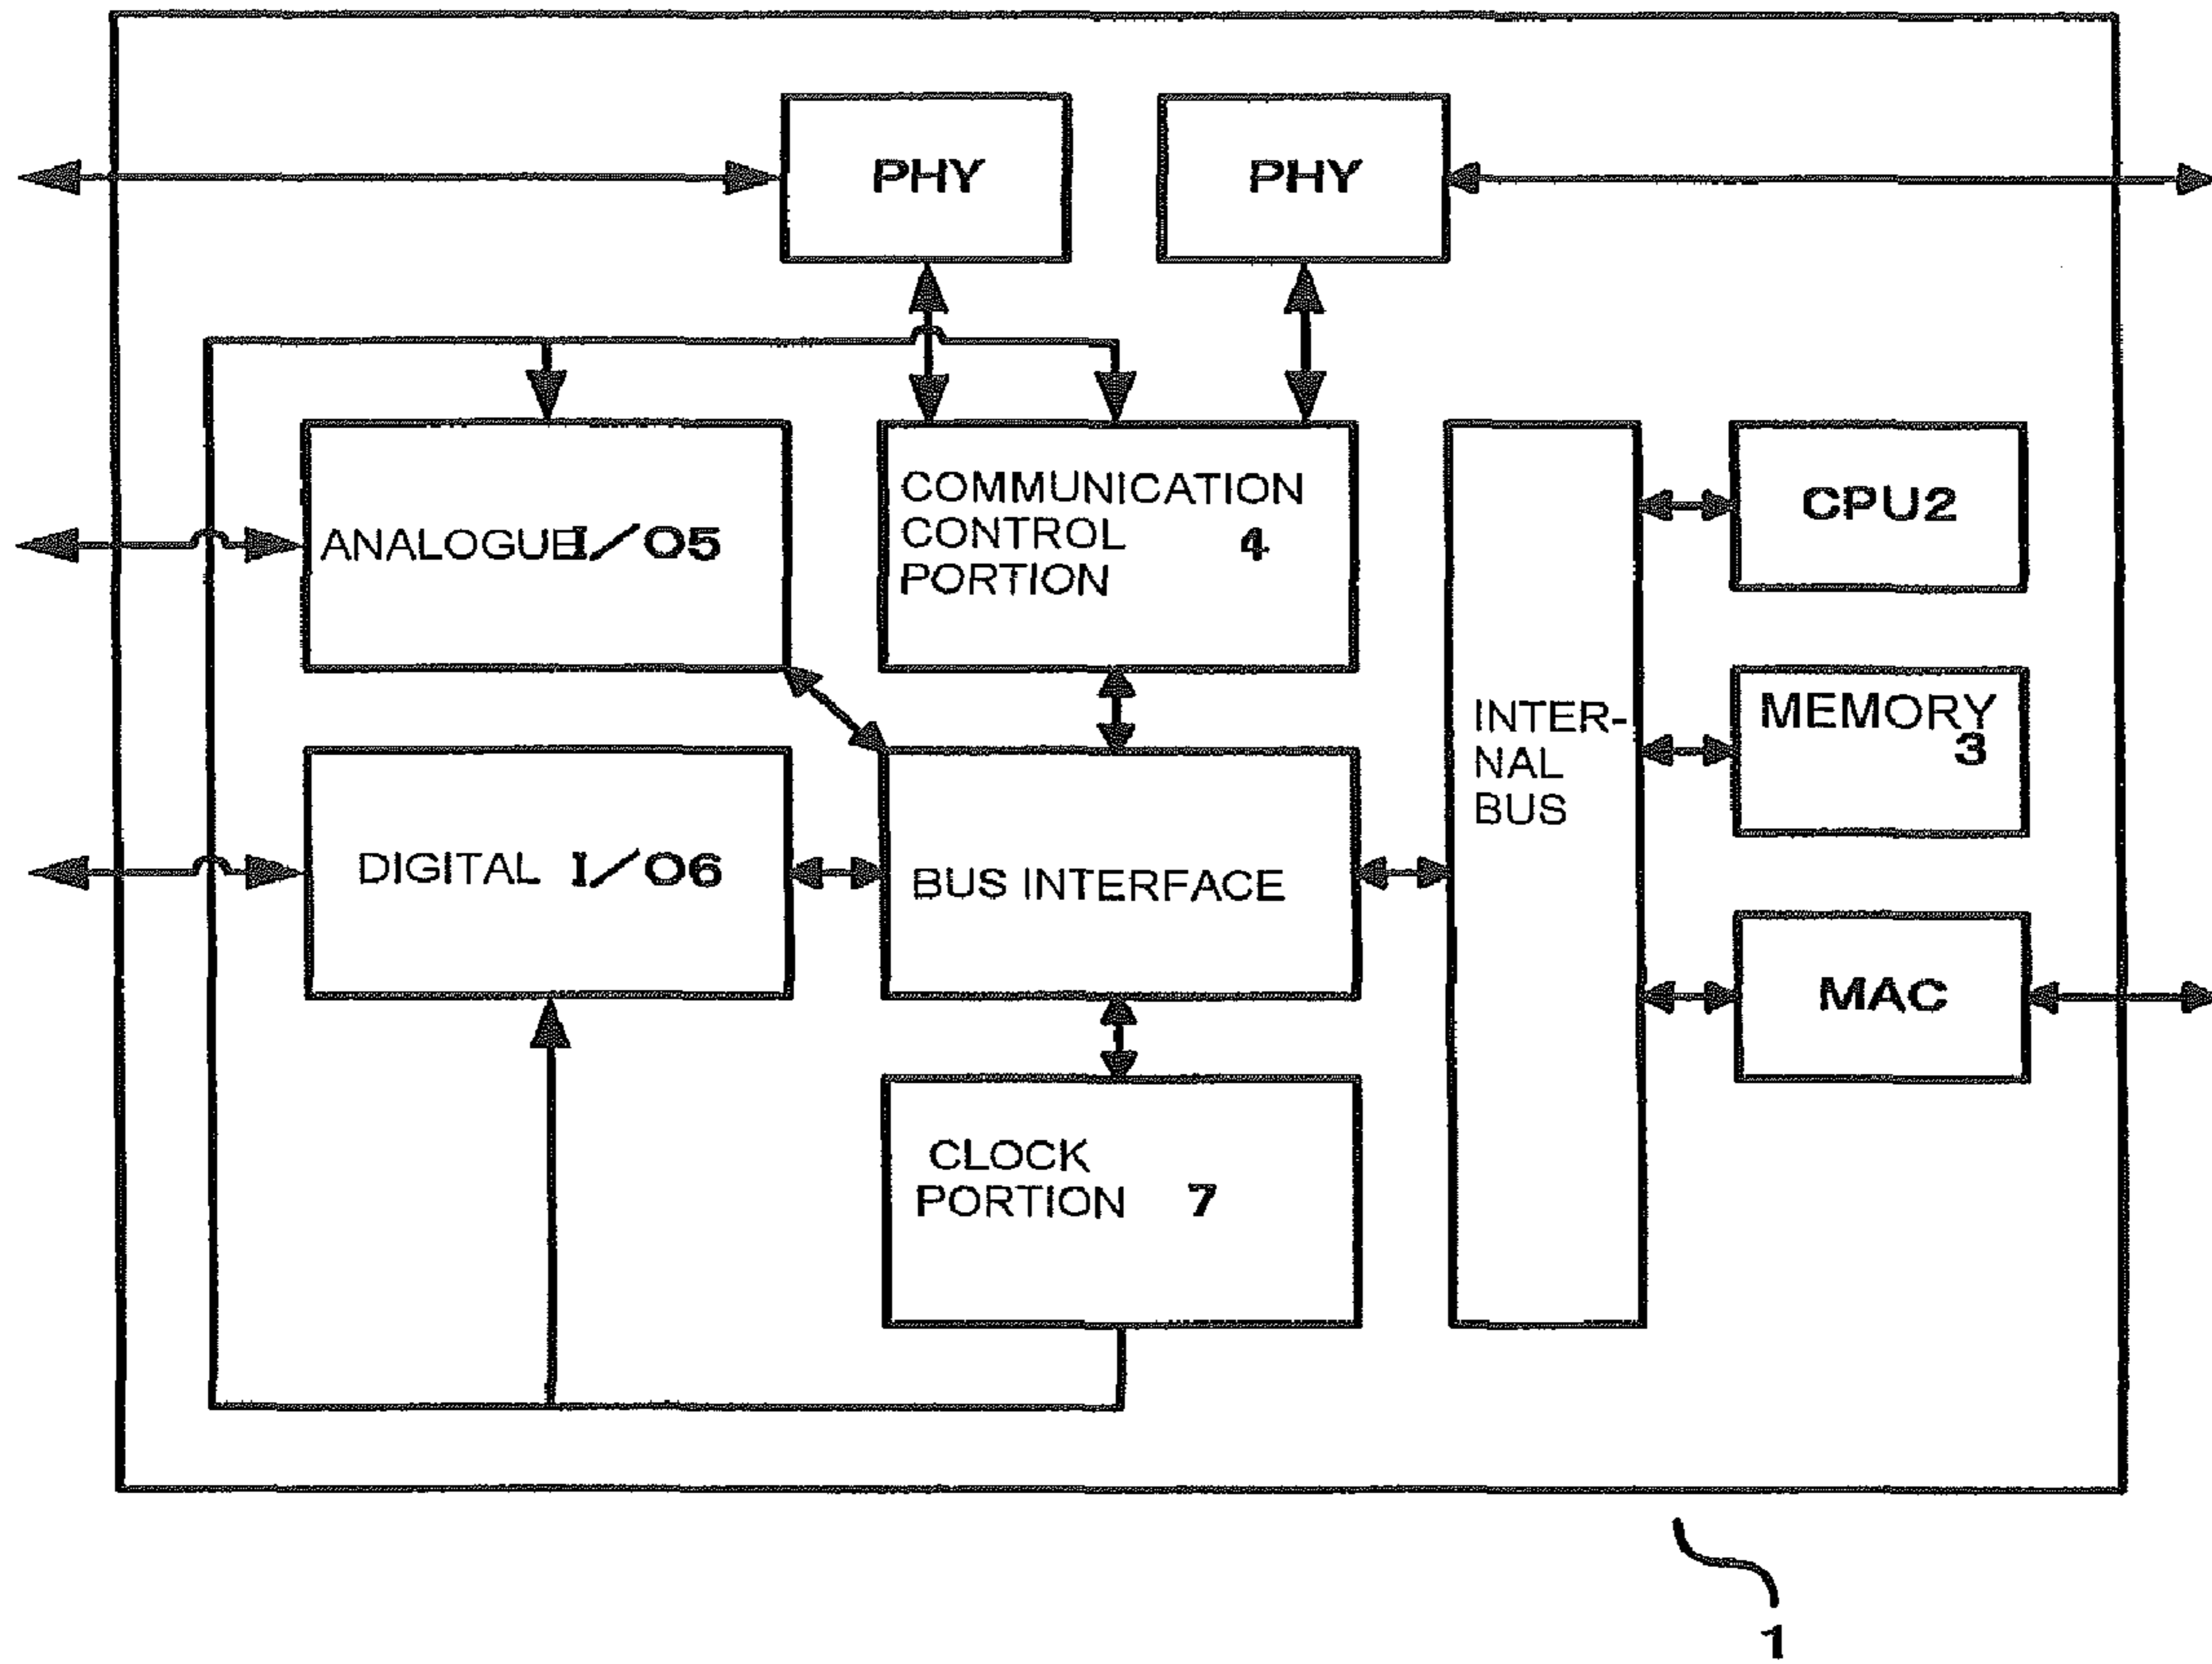 PHY
PHY
ANALOGUE I/O5
COMMUNICATION
CONTROL
PORTION 4
CPU2
INTER-
NAL
BUS
MEMORY
3
DIGITAL I/O6
BUS INTERFACE
MAC
CLOCK
PORTION 7
1